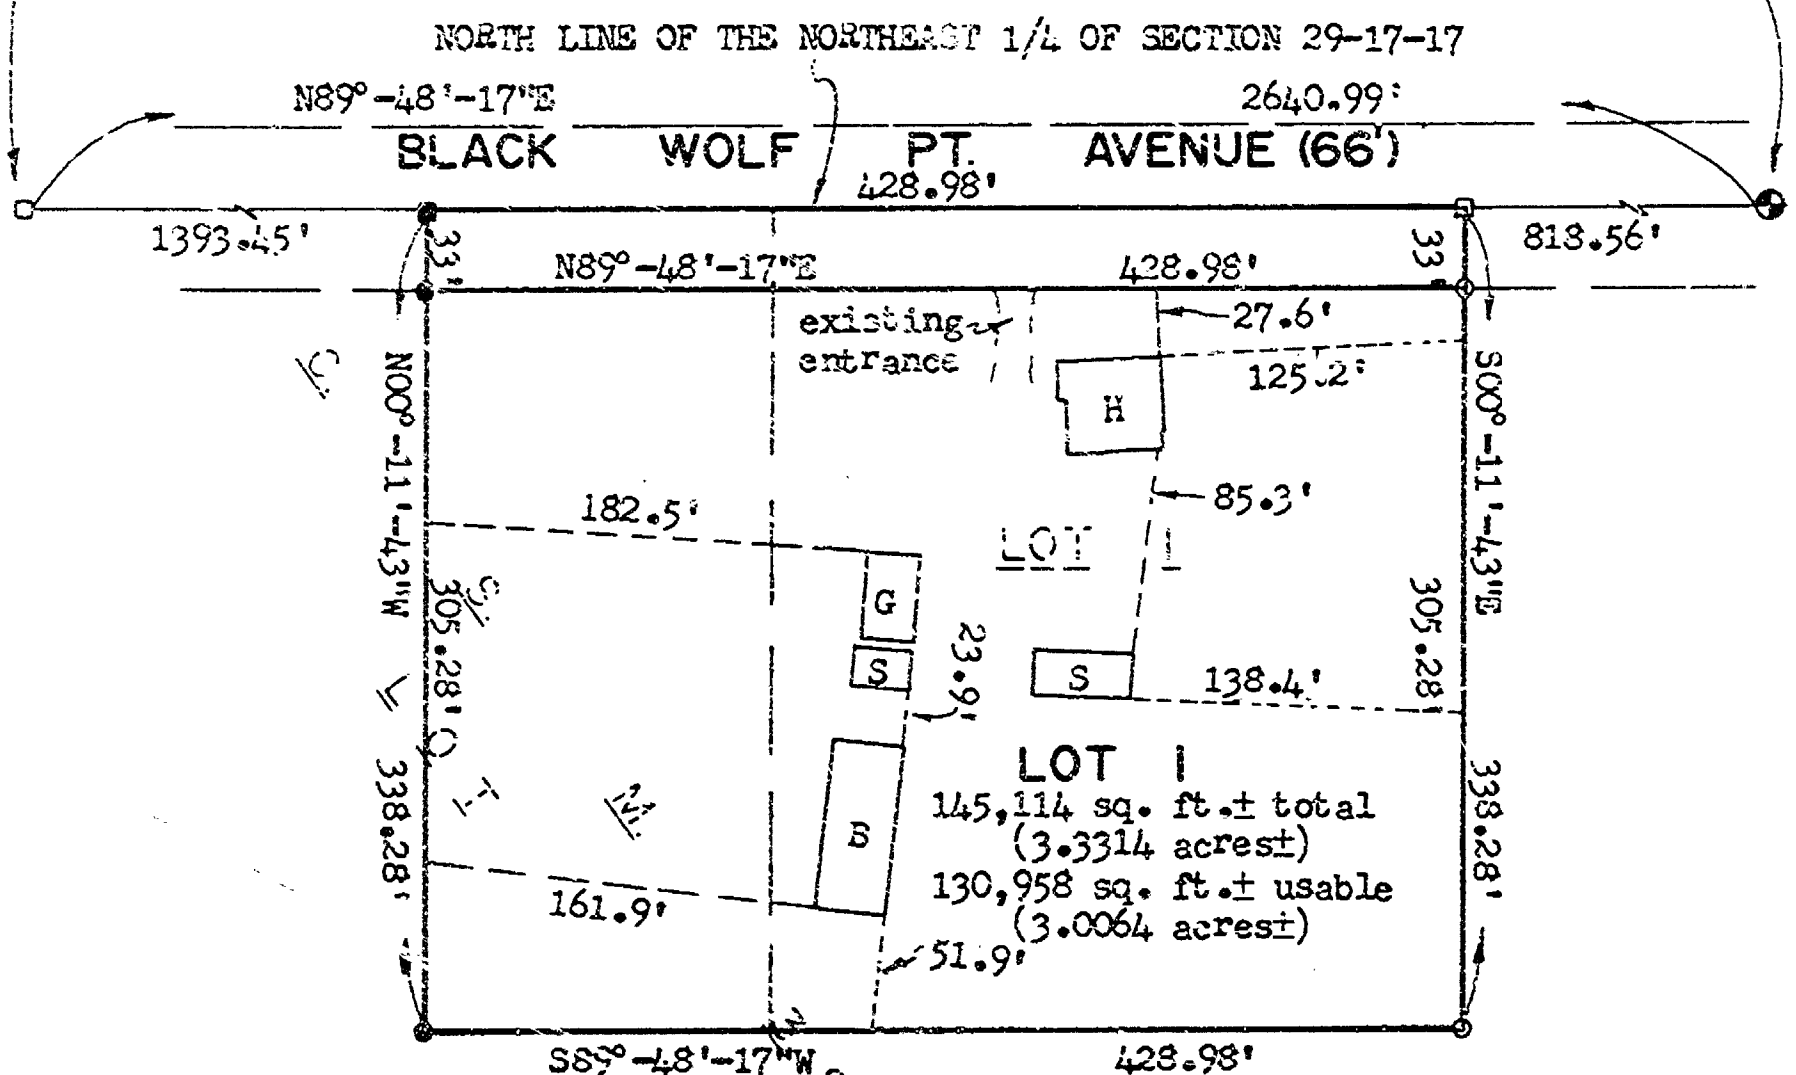 NORTH LINE OF THE NORTHEAST 1/4 OF SECTION 29-17-17
N89°-48'-17"E
2640.99'
BLACK WOLF PT. AVENUE (66')
428.98'
1393.45'
33'
33'
818.56'
N89°-48'-17"E
428.98'
existing
entrance
27.6'
125.2'
H
N00°-11'-43"W
S00°-11'-43"E
85.3'
182.5'
LOT 1
G
S
23.9'
S
138.4'
305.28'
305.28'
338.28'
338.28'
C.
S.
L
O
T
M.
B
LOT 1
145,114 sq. ft.± total
(3.3314 acres±)
130,958 sq. ft.± usable
(3.0064 acres±)
161.9'
51.9'
S89°-48'-17"W
428.98'